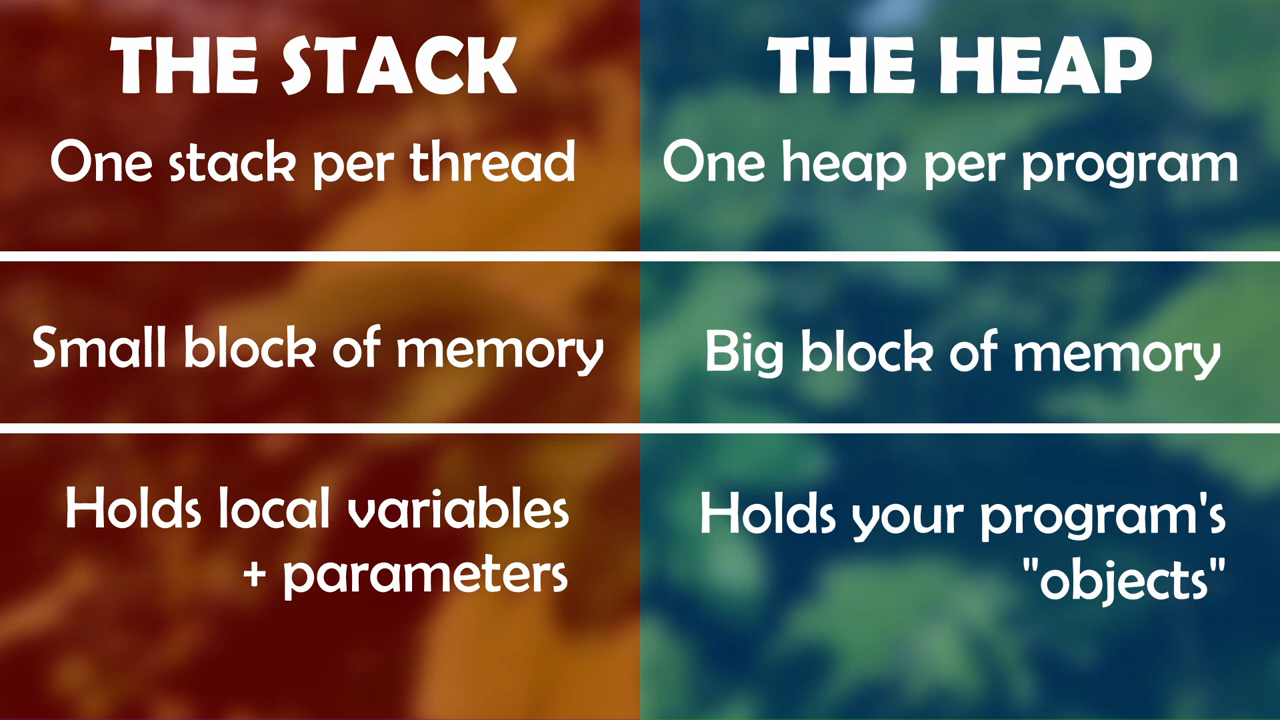 THE STACK
One stack per thread
Small block of memory
Holds local variables
+ parameters
THE HEAP
One heap per program
Big block of memory
Holds your program's
"objects"